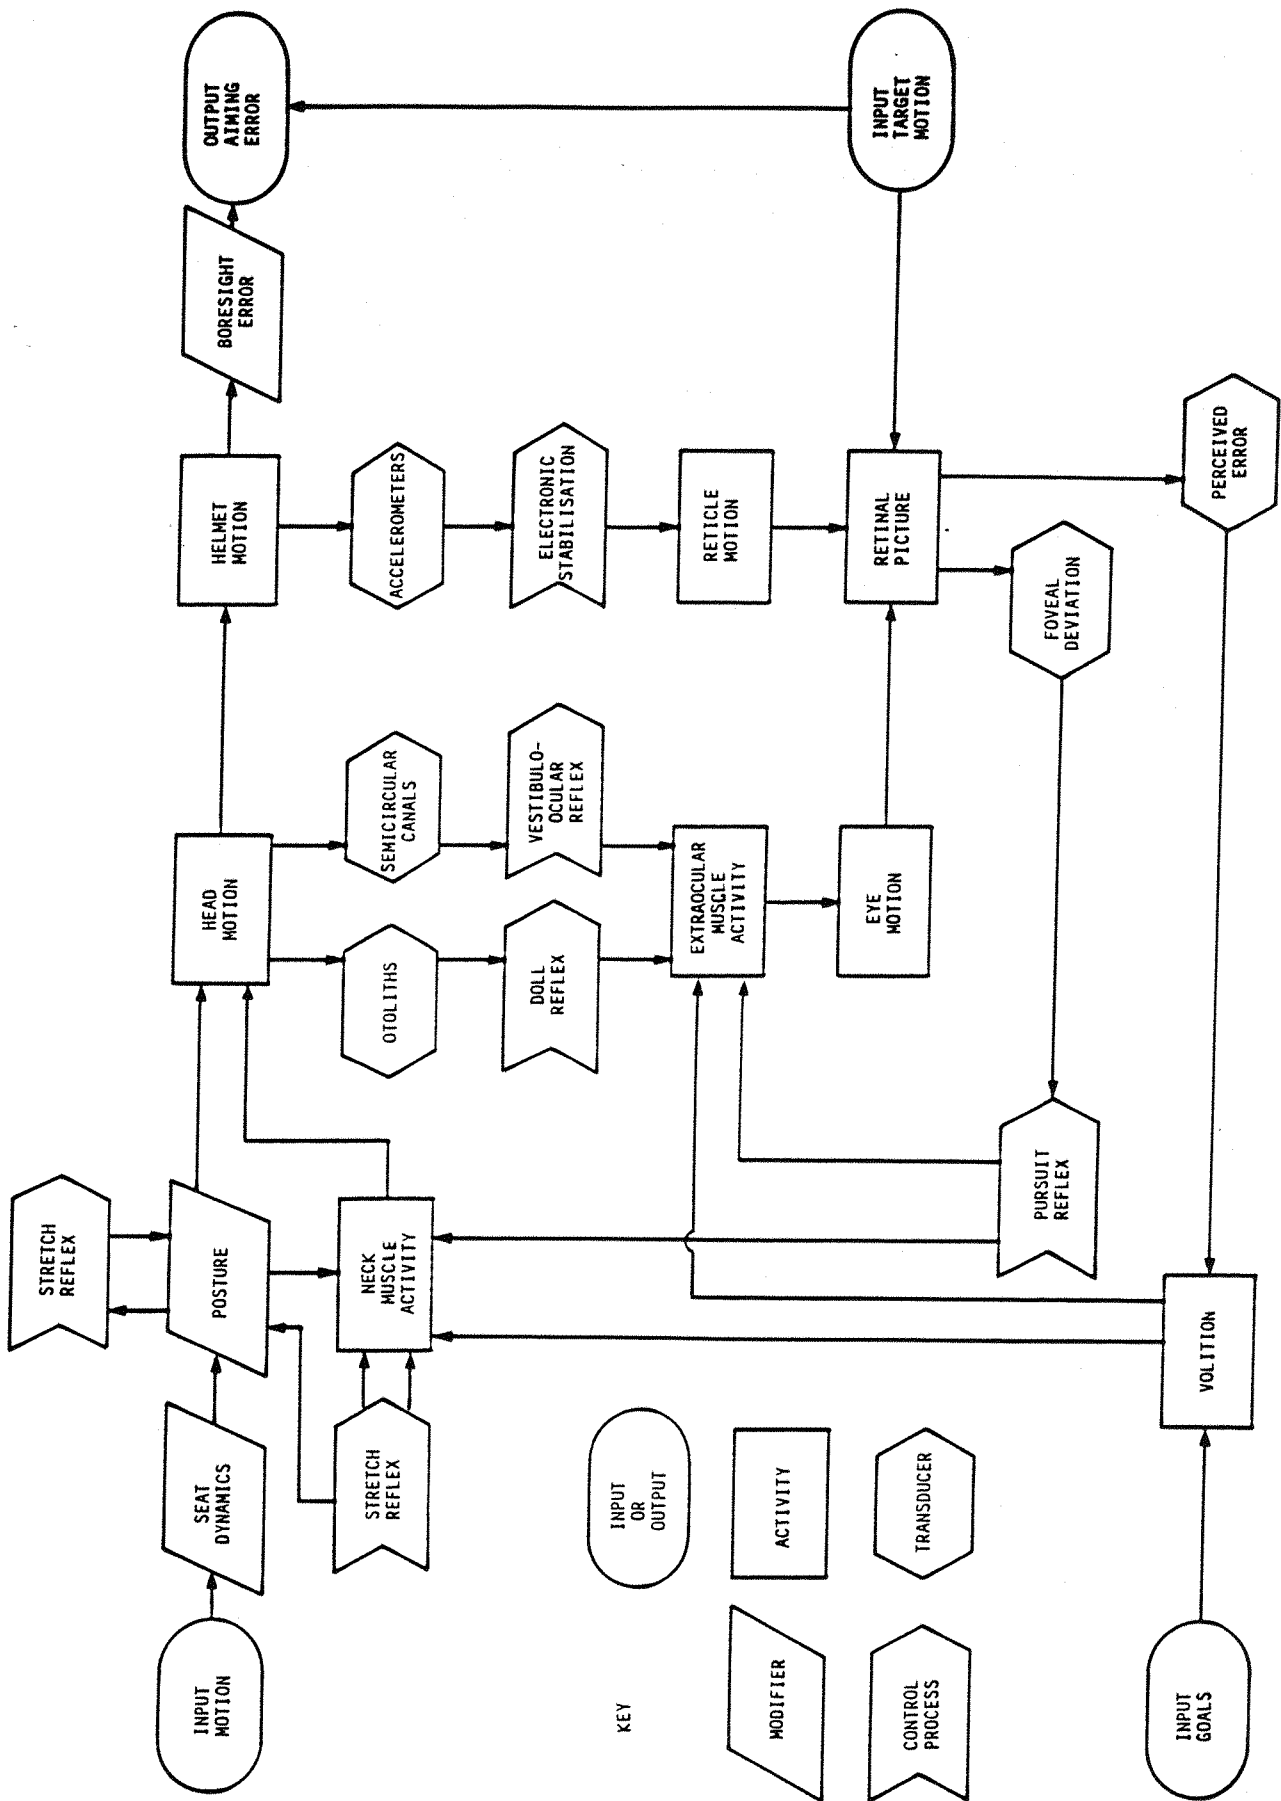 STRETCH
REFLEX
INPUT
MOTION
SEAT
DYNAMICS
POSTURE
HEAD
MOTION
HELMET
MOTION
BORESIGHT
ERROR
OUTPUT
AIMING
ERROR
STRETCH
REFLEX
NECK
MUSCLE
ACTIVITY
OTOLITHS
SEMICIRCULAR
CANALS
ACCELEROMETERS
DOLL
REFLEX
VESTIBULO-
OCULAR
REFLEX
ELECTRONIC
STABILISATION
EXTRAOCULAR
MUSCLE
ACTIVITY
RETICLE
MOTION
EYE
MOTION
RETINAL
PICTURE
INPUT
TARGET
MOTION
PURSUIT
REFLEX
FOVEAL
DEVIATION
INPUT
GOALS
VOLITION
PERCEIVED
ERROR
KEY
INPUT
OR
OUTPUT
MODIFIER
ACTIVITY
CONTROL
PROCESS
TRANSDUCER